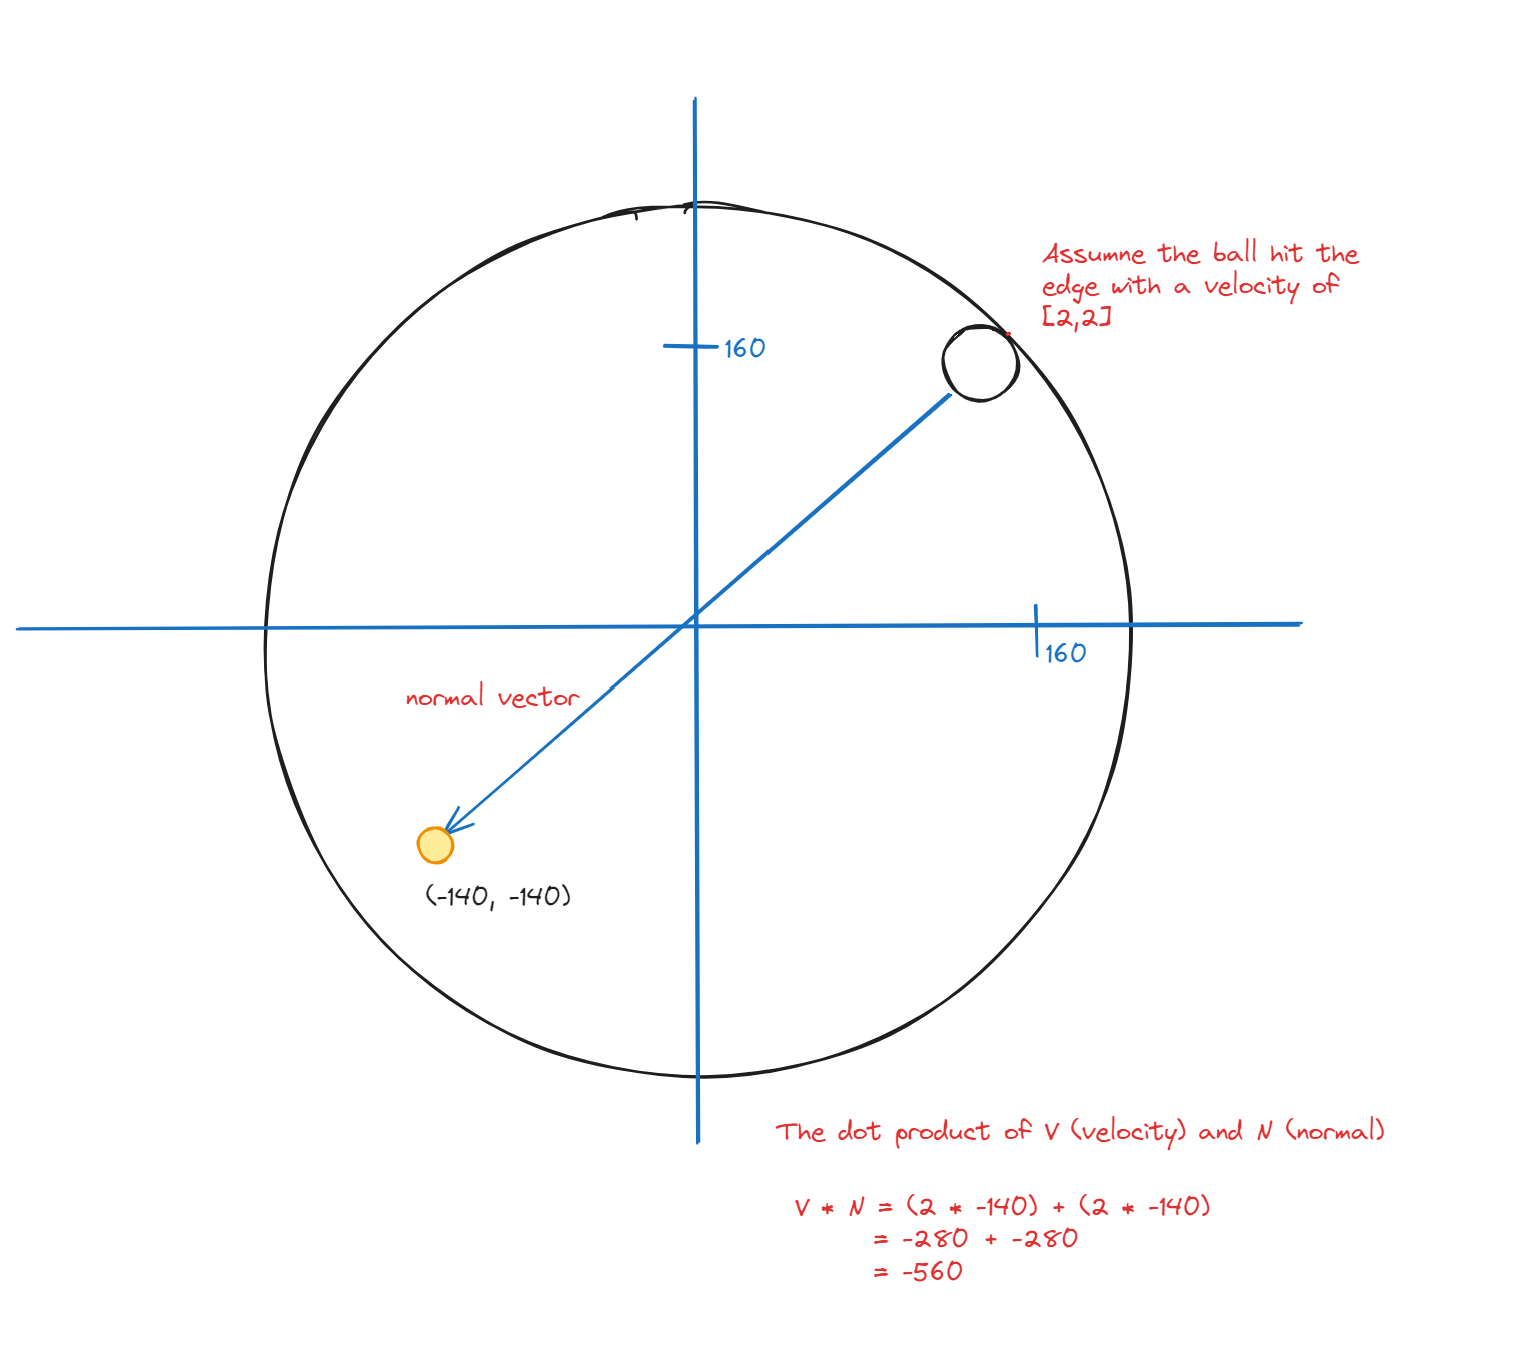 Assumne the ball hit the
edge with a velocity of
[2,2]
160
160
normal vector
(-140, -140)
The dot product of V (velocity) and N (normal)
V * N = (2 * -140) + (2 * -140)
= -280 + -280
= -560